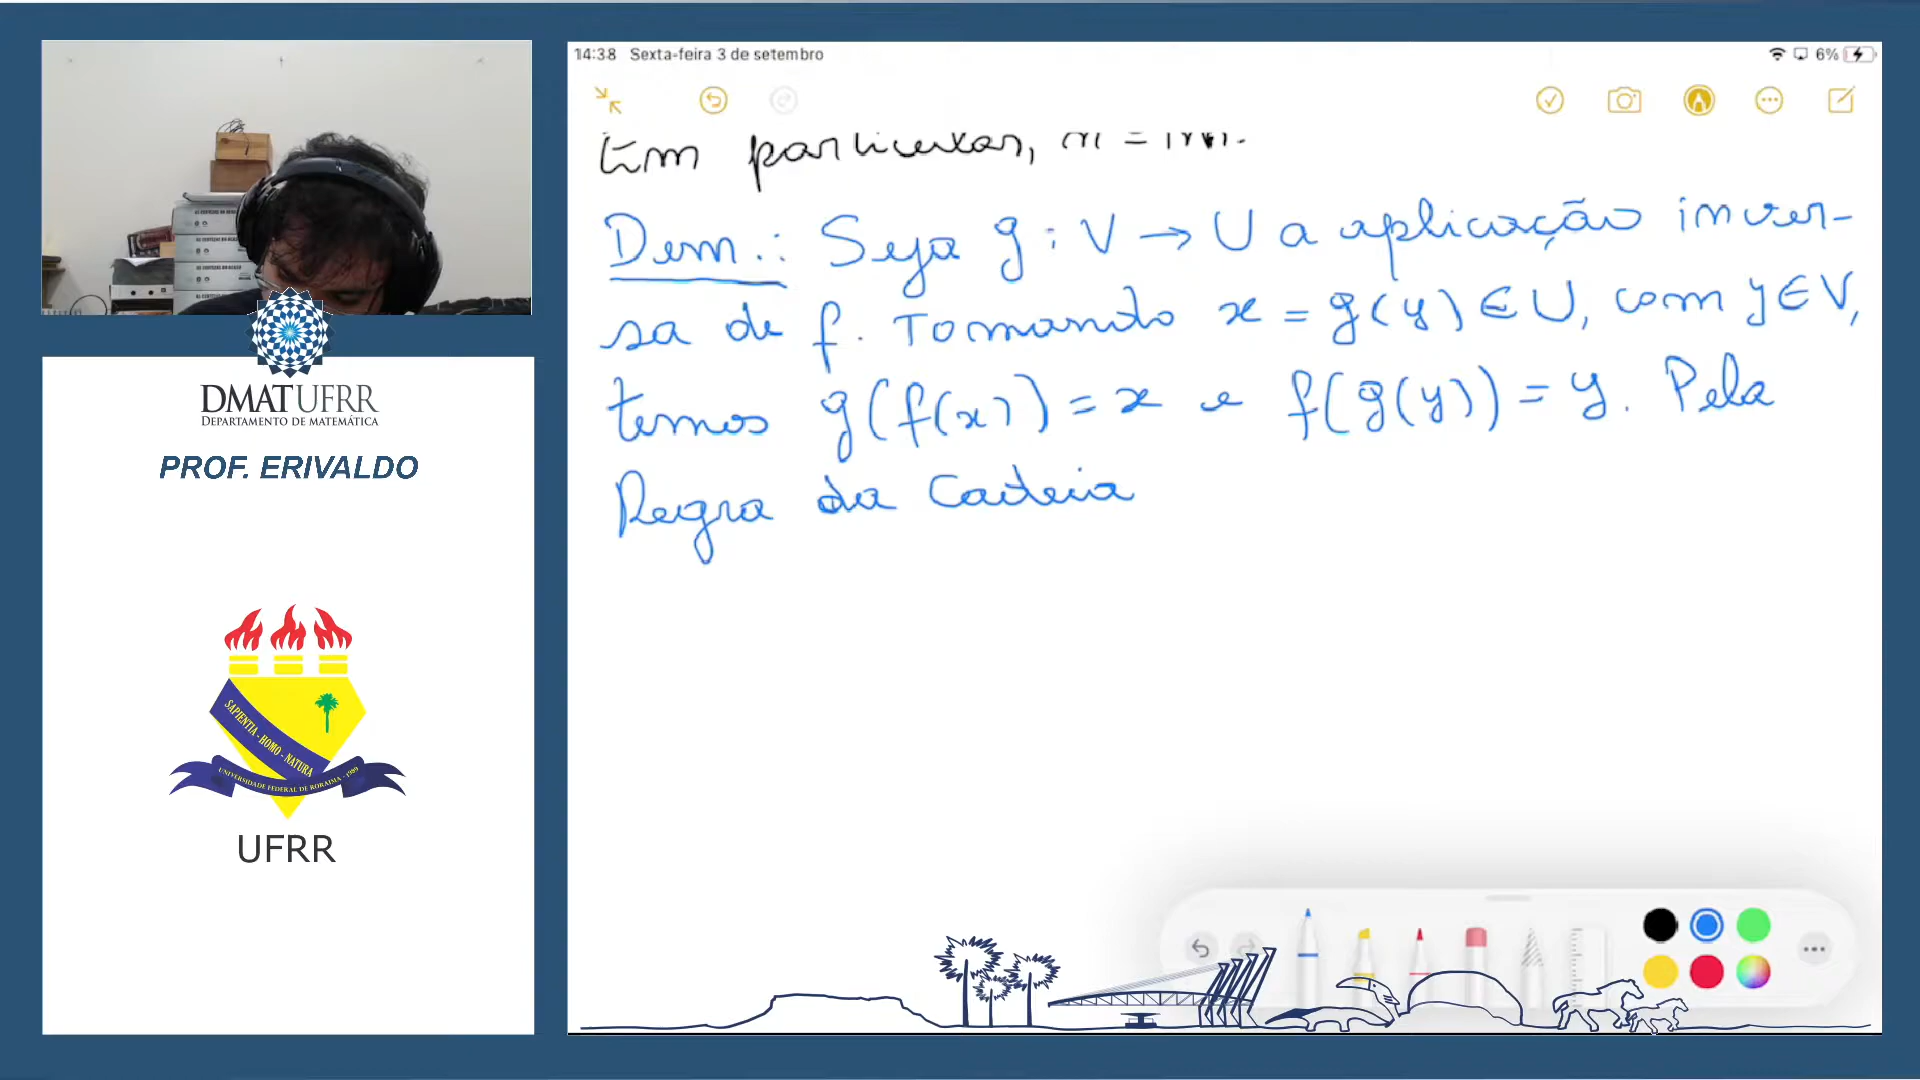 14:38 Sexta-feira 3 de setembro
6%
Em particular, m = n.
Dem.: Seja g : V → U a aplicação inver-
sa de f. Tomando x = g(y) ∈ U, com y ∈ V,
temos g(f(x)) = x e f(g(y)) = y. Pela
Regra da Cadeia
DMATUFRR
DEPARTAMENTO DE MATEMÁTICA
PROF. ERIVALDO
SAPIENTIA - HOMO - NATURA
UNIVERSIDADE FEDERAL DE RORAIMA - 1989
UFRR